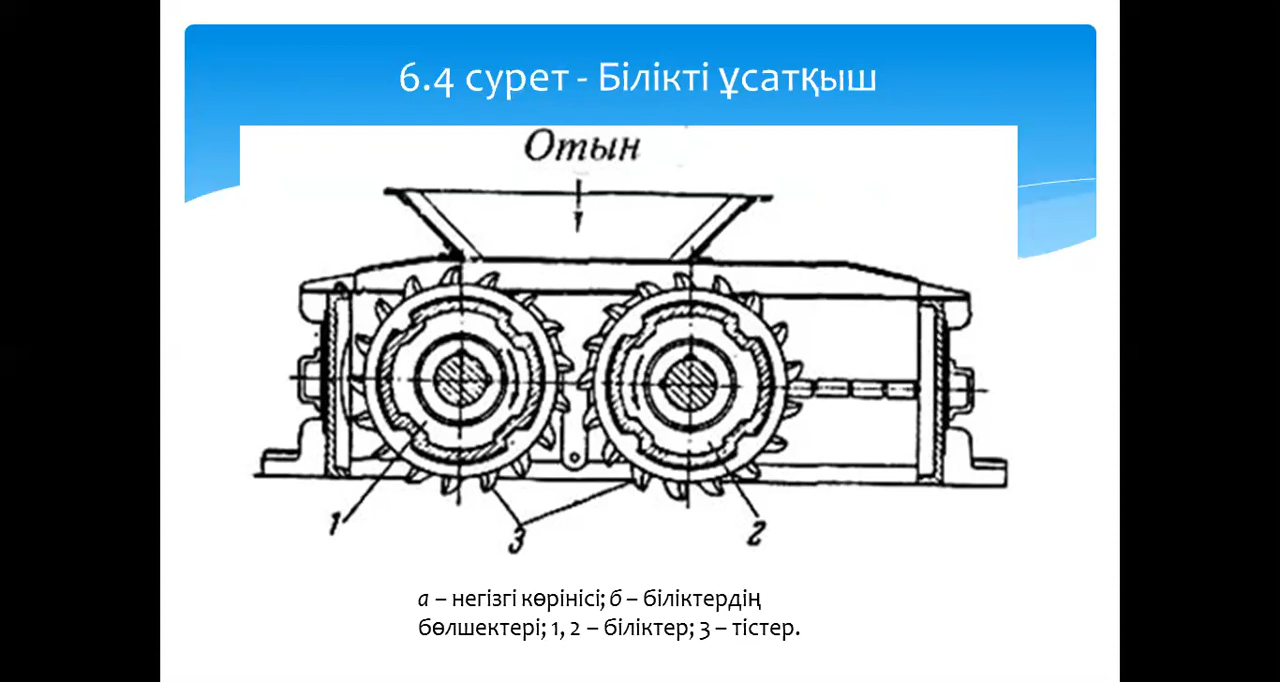 6.4 сурет - Білікті ұсатқыш
Отын
1
3
2
а – негізгі көрінісі; б – біліктердің
бөлшектері; 1, 2 – біліктер; 3 – тістер.